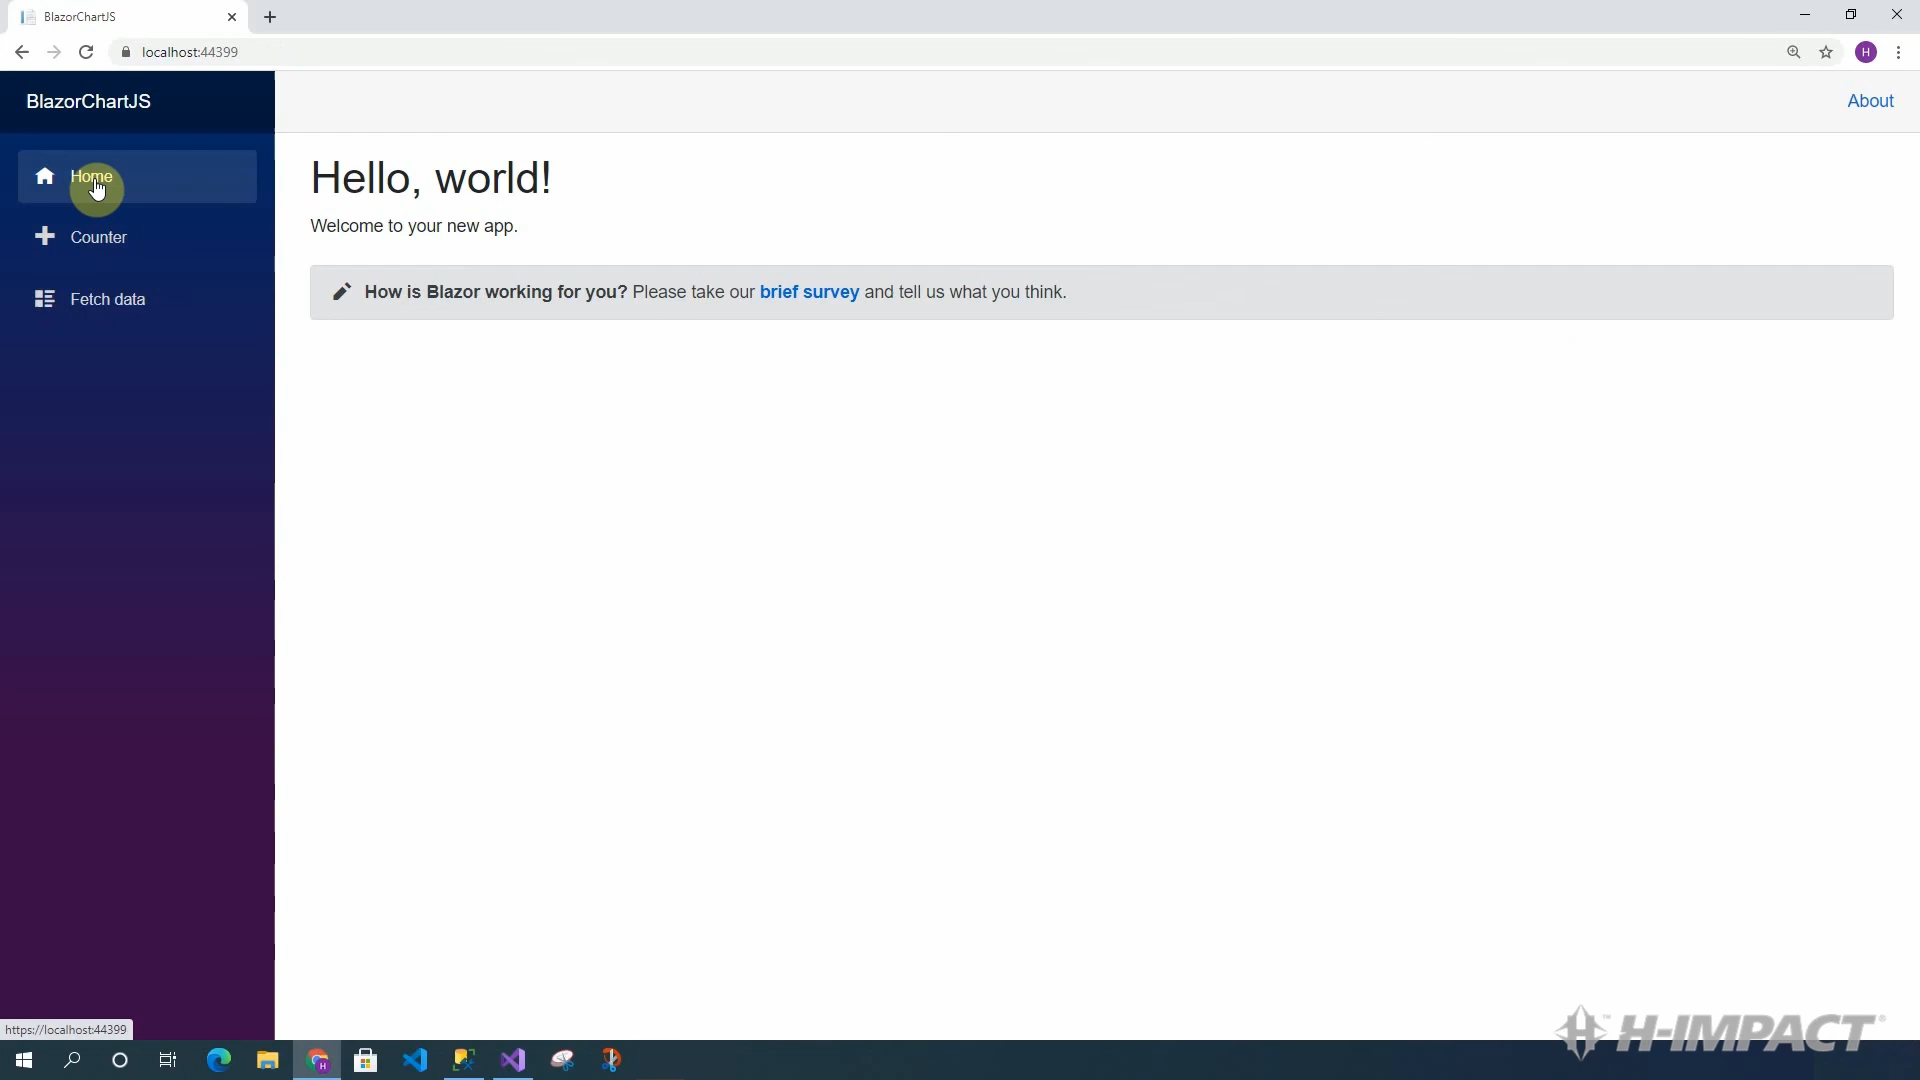 BlazorChartJS
localhost:44399
H
BlazorChartJS
About
Home
Counter
Fetch data
Hello, world!
Welcome to your new app.
How is Blazor working for you? Please take our brief survey and tell us what you think.
https://localhost:44399
H-IMPACT